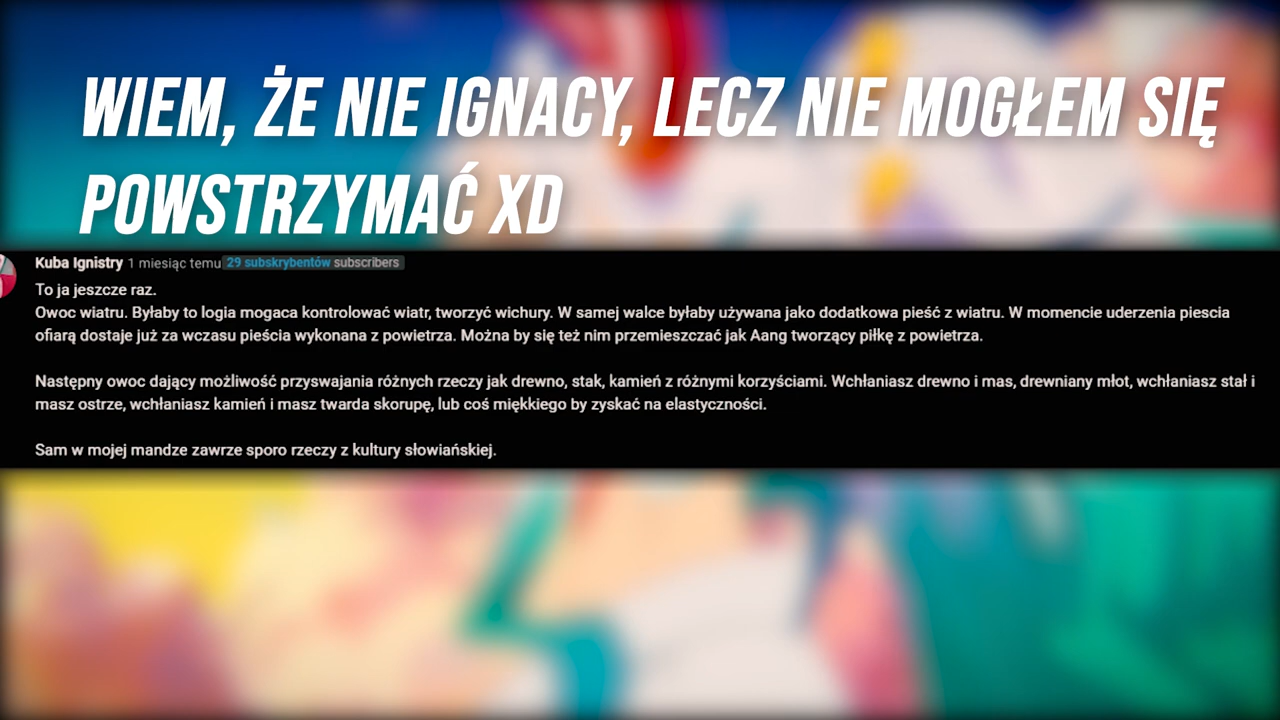 WIEM, ŻE NIE IGNACY, LECZ NIE MOGŁEM SIĘ
POWSTRZYMAĆ XD
Kuba Ignistry 1 miesiąc temu 29 subskrybentów subscribers
To ja jeszcze raz.
Owoc wiatru. Byłaby to logia mogaca kontrolować wiatr, tworzyć wichury. W samej walce byłaby używana jako dodatkowa pieść z wiatru. W momencie uderzenia piescia
ofiarą dostaje już za wczasu pieścia wykonana z powietrza. Można by się też nim przemieszczać jak Aang tworzący piłkę z powietrza.
Następny owoc dający możliwość przyswajania różnych rzeczy jak drewno, stak, kamień z różnymi korzyściami. Wchłaniasz drewno i mas, drewniany młot, wchłaniasz stał i
masz ostrze, wchłaniasz kamień i masz twarda skorupę, lub coś miękkiego by zyskać na elastyczności.
Sam w mojej mandze zawrze sporo rzeczy z kultury słowiańskiej.